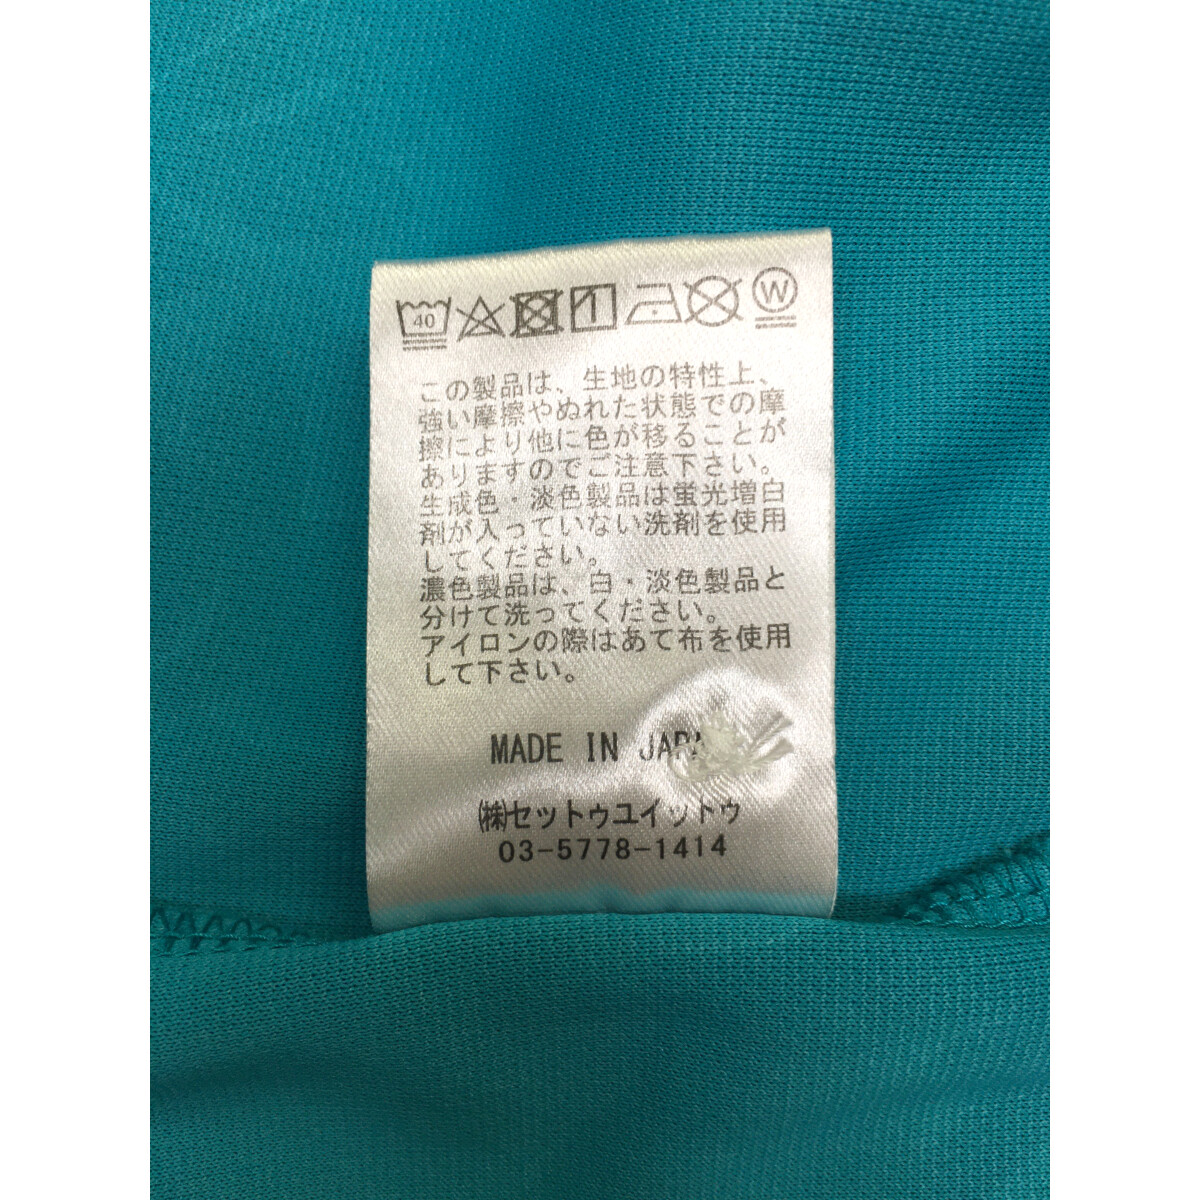 40 W
この製品は、生地の特性上、
強い摩擦やぬれた状態での摩
擦により他に色が移ることが
ありますのでご注意下さい。
生成色・淡色製品は蛍光増白
剤が入っていない洗剤を使用
してください。
濃色製品は、白・淡色製品と
分けて洗ってください。
アイロンの際はあて布を使用
して下さい。
MADE IN
㈱セットゥユイットゥ
03-5778-1414